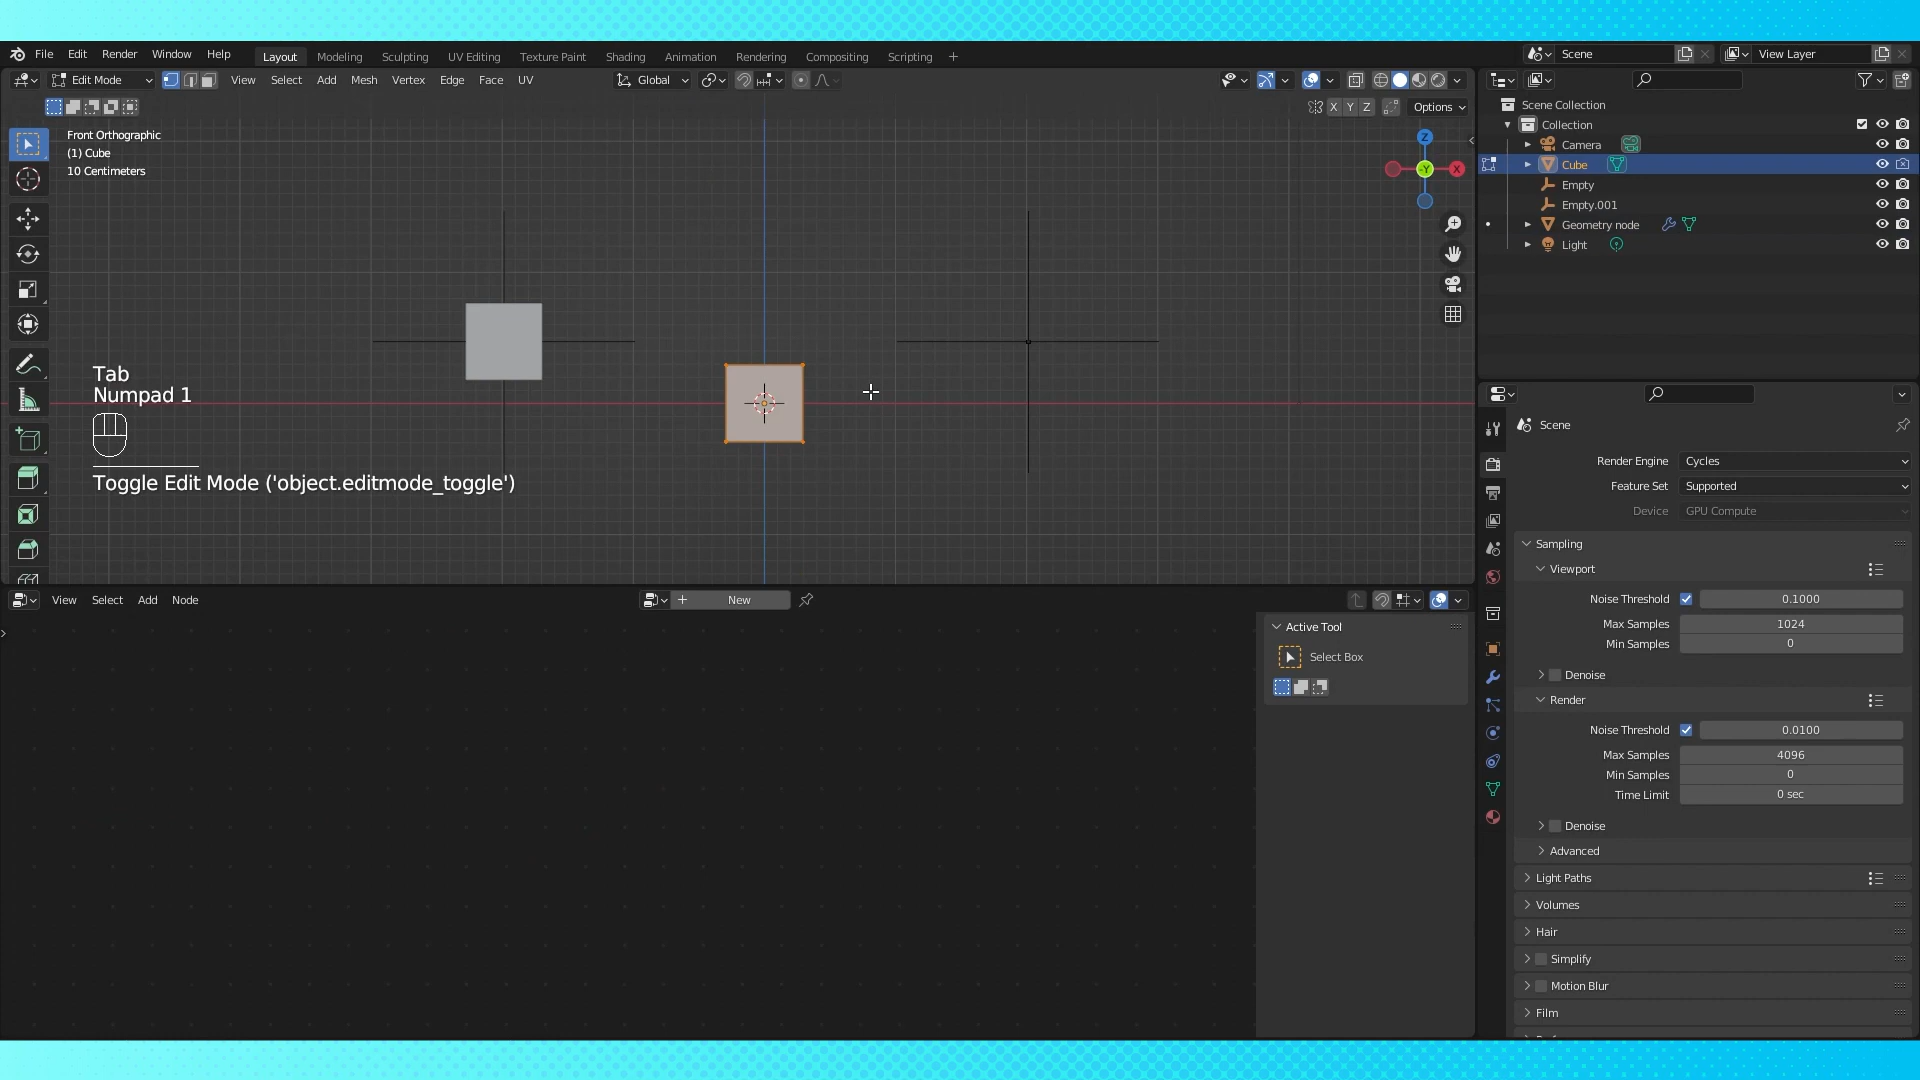 File Edit Render Window Help
Layout Modeling Sculpting UV Editing Texture Paint Shading Animation Rendering Compositing Scripting +
Scene
View Layer
Edit Mode
View Select Add Mesh Vertex Edge Face UV
Global
X Y Z
Options
Front Orthographic
(1) Cube
10 Centimeters
Z
-Y
X
Tab
Numpad 1
Toggle Edit Mode ('object.editmode_toggle')
Scene Collection
Collection
Camera
Cube
Empty
Empty.001
Geometry node
Light
View Select Add Node
+ New
Active Tool
Select Box
Scene
Render Engine Cycles
Feature Set Supported
Device GPU Compute
Sampling
Viewport
Noise Threshold 0.1000
Max Samples 1024
Min Samples 0
Denoise
Render
Noise Threshold 0.0100
Max Samples 4096
Min Samples 0
Time Limit 0 sec
Denoise
Advanced
Light Paths
Volumes
Hair
Simplify
Motion Blur
Film